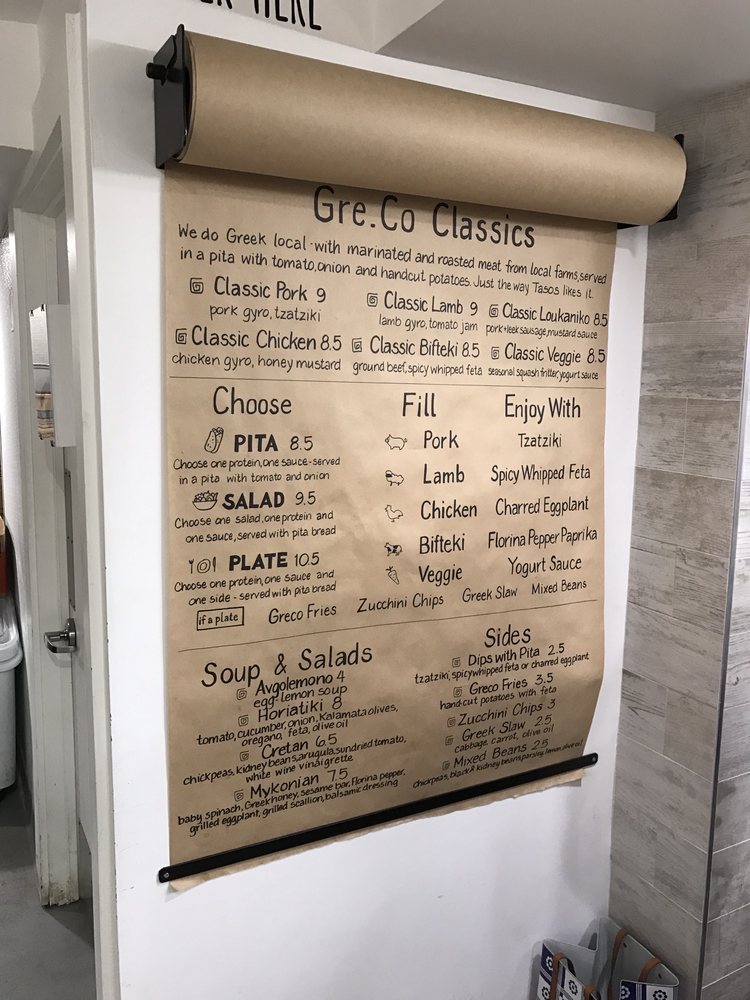 HERE
Gre.Co Classics
We do Greek local - with marinated and roasted meat from local farms, served
in a pita with tomato, onion and handcut potatoes. Just the way Tasos likes it.
Classic Pork 9
pork gyro, tzatziki
Classic Lamb 9
lamb gyro, tomato jam
Classic Loukaniko 8.5
pork+leek sausage, mustard sauce
Classic Chicken 8.5
chicken gyro, honey mustard
Classic Bifteki 8.5
ground beef, spicy whipped feta
Classic Veggie 8.5
seasonal squash fritter, yogurt sauce
Choose
PITA 8.5
Choose one protein, one sauce - served
in a pita with tomato and onion
SALAD 9.5
Choose one salad, one protein and
one sauce, served with pita bread
PLATE 10.5
Choose one protein, one sauce and
one side - served with pita bread
Fill
Pork
Lamb
Chicken
Bifteki
Veggie
Enjoy With
Tzatziki
Spicy Whipped Feta
Charred Eggplant
Florina Pepper Paprika
Yogurt Sauce
if a plate Greco Fries Zucchini Chips Greek Slaw Mixed Beans
Soup & Salads
Avgolemono 4
egg-lemon soup
Horiatiki 8
tomato, cucumber, onion, Kalamata olives,
oregano, feta, olive oil
Cretan 6.5
chickpeas, kidney beans, arugula, sundried tomato,
white wine vinaigrette
Mykonian 7.5
baby spinach, Greek honey, sesame bar, Florina pepper,
grilled eggplant, grilled scallion, balsamic dressing
Sides
Dips with Pita 2.5
tzatziki, spicy whipped feta or charred eggplant
Greco Fries 3.5
hand-cut potatoes with feta
Zucchini Chips 3
Greek Slaw 2.5
cabbage, carrot, olive oil
Mixed Beans 2.5
chickpeas, black & kidney beans, parsley, lemon, olive oil